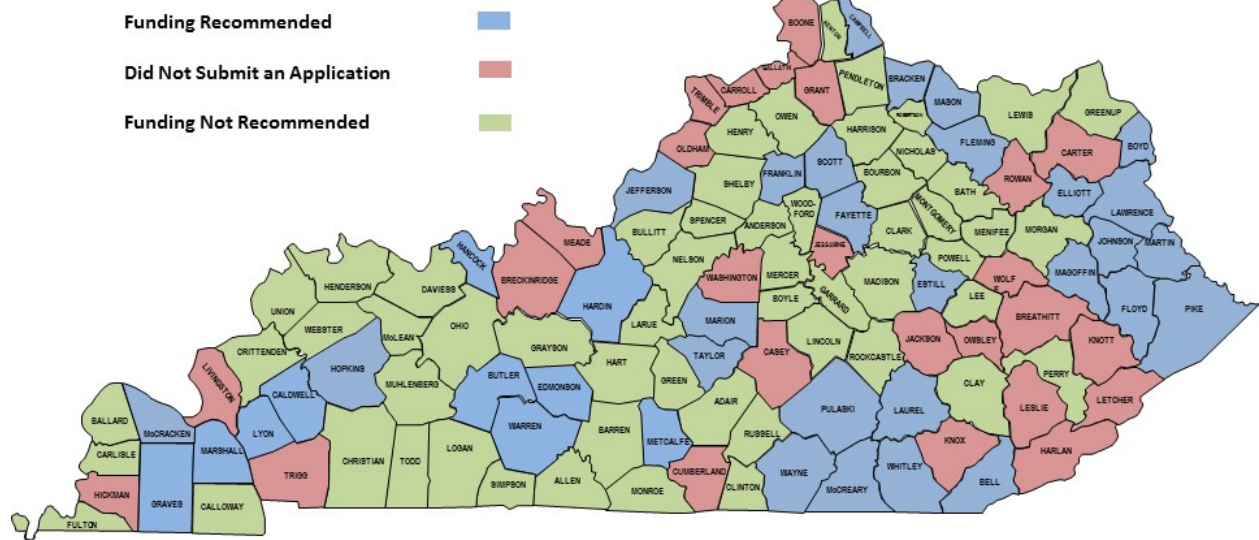 Funding Recommended
Did Not Submit an Application
Funding Not Recommended
BOONE
KENTON
CAMPBELL
GALLATIN
CARROLL
TRIMBLE
GRANT
PENDLETON
BRACKEN
MASON
ROBERTSON
LEWIS
GREENUP
OWEN
HENRY
HARRISON
OLDHAM
SHELBY
FRANKLIN
SCOTT
NICHOLAS
FLEMING
ROWAN
CARTER
BOYD
JEFFERSON
BOURBON
BATH
ELLIOTT
LAWRENCE
SPENCER
ANDERSON
WOOD-
FORD
FAYETTE
MONTGOMERY
BULLITT
CLARK
MENIFEE
MORGAN
JOHNSON
MARTIN
MEADE
HANCOCK
BRECKINRIDGE
NELSON
WASHINGTON
MERCER
JESSAMINE
POWELL
MAGOFFIN
HENDERSON
DAVIESS
HARDIN
BOYLE
GARRARD
MADISON
ESTILL
WOLF
E
LEE
UNION
WEBSTER
McLEAN
OHIO
LARUE
MARION
BREATHITT
FLOYD
PIKE
CRITTENDEN
GRAYSON
HART
TAYLOR
CASEY
LINCOLN
ROCKCASTLE
JACKSON
OWSLEY
KNOTT
LIVINGSTON
HOPKINS
MUHLENBERG
BUTLER
EDMONSON
GREEN
ADAIR
PERRY
CLAY
LETCHER
CALDWELL
PULASKI
LAUREL
LESLIE
BALLARD
McCRACKEN
LYON
WARREN
BARREN
METCALFE
RUSSELL
KNOX
HARLAN
CARLISLE
MARSHALL
TRIGG
CHRISTIAN
TODD
LOGAN
CUMBERLAND
WAYNE
WHITLEY
BELL
HICKMAN
GRAVES
CALLOWAY
SIMPSON
ALLEN
MONROE
CLINTON
McCREARY
FULTON